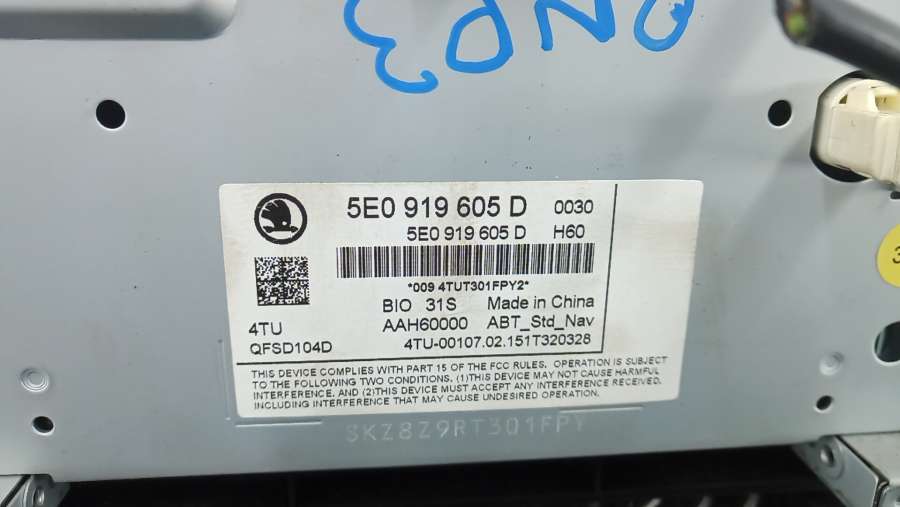 RND3
5E0 919 605 D 0030
5E0 919 605 D H60
*009 4TUT301FPY2*
BIO 31S Made in China
4TU AAH60000 ABT_Std_Nav
QFSD104D 4TU-00107.02.151T320328
THIS DEVICE COMPLIES WITH PART 15 OF THE FCC RULES. OPERATION IS SUBJECT
TO THE FOLLOWING TWO CONDITIONS. (1)THIS DEVICE MAY NOT CAUSE HARMFUL
INTERFERENCE. AND (2)THIS DEVICE MUST ACCEPT ANY INTERFERENCE RECEIVED.
INCLUDING INTERFERENCE THAT MAY CAUSE UNDESIRED OPERATION.
SKZ8Z9RT301FPY
3